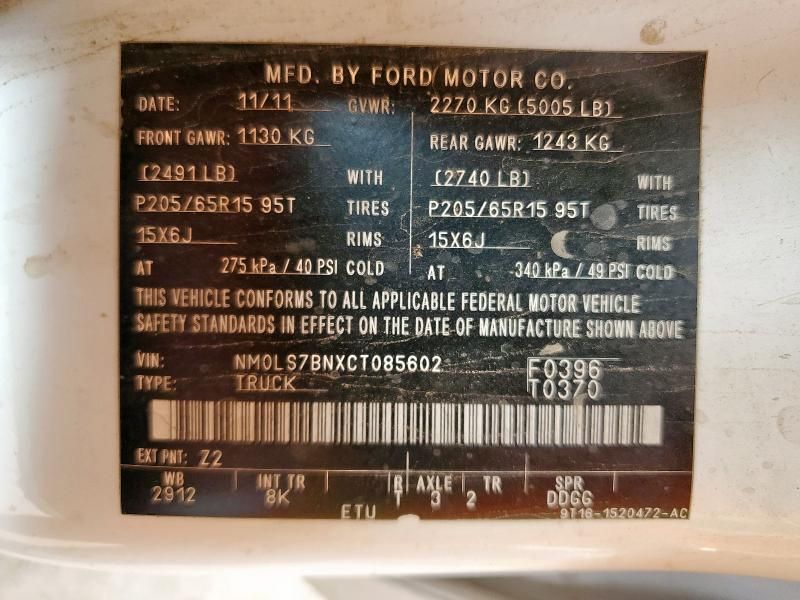 MFD. BY FORD MOTOR CO.
DATE: 11/11 GVWR: 2270 KG (5005 LB)
FRONT GAWR: 1130 KG REAR GAWR: 1243 KG
(2491 LB) WITH (2740 LB) WITH
P205/65R15 95T TIRES P205/65R15 95T TIRES
15X6J RIMS 15X6J RIMS
AT 275 kPa / 40 PSI COLD AT 340 kPa / 49 PSI COLD
THIS VEHICLE CONFORMS TO ALL APPLICABLE FEDERAL MOTOR VEHICLE
SAFETY STANDARDS IN EFFECT ON THE DATE OF MANUFACTURE SHOWN ABOVE
VIN: NM0LS7BNXCT085602 F0396
TYPE: TRUCK T0370
EXT PNT: Z2
WB INT TR R AXLE TR SPR
2912 8K T 3 2 DDGG
ETU 9T16-1520472-AC